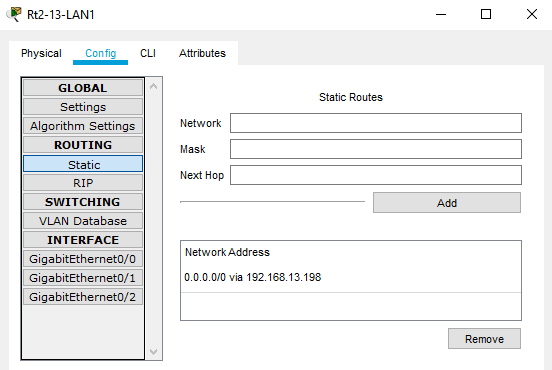 Rt2-13-LAN1
Physical Config CLI Attributes
GLOBAL
Settings
Algorithm Settings
ROUTING
Static
RIP
SWITCHING
VLAN Database
INTERFACE
GigabitEthernet0/0
GigabitEthernet0/1
GigabitEthernet0/2
Static Routes
Network
Mask
Next Hop
Add
Network Address
0.0.0.0/0 via 192.168.13.198
Remove